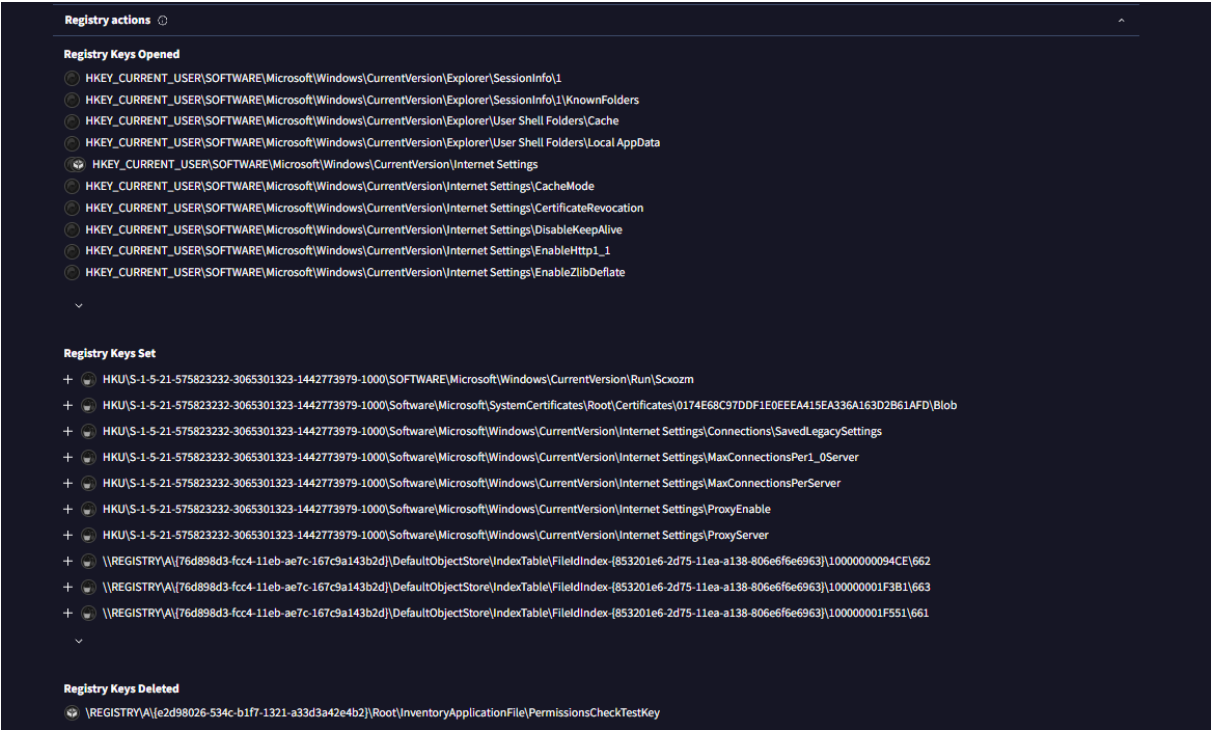 Registry actions
Registry Keys Opened
HKEY_CURRENT_USER\SOFTWARE\Microsoft\Windows\CurrentVersion\Explorer\SessionInfo\1
HKEY_CURRENT_USER\SOFTWARE\Microsoft\Windows\CurrentVersion\Explorer\SessionInfo\1\KnownFolders
HKEY_CURRENT_USER\SOFTWARE\Microsoft\Windows\CurrentVersion\Explorer\User Shell Folders\Cache
HKEY_CURRENT_USER\SOFTWARE\Microsoft\Windows\CurrentVersion\Explorer\User Shell Folders\Local AppData
HKEY_CURRENT_USER\SOFTWARE\Microsoft\Windows\CurrentVersion\Internet Settings
HKEY_CURRENT_USER\SOFTWARE\Microsoft\Windows\CurrentVersion\Internet Settings\CacheMode
HKEY_CURRENT_USER\SOFTWARE\Microsoft\Windows\CurrentVersion\Internet Settings\CertificateRevocation
HKEY_CURRENT_USER\SOFTWARE\Microsoft\Windows\CurrentVersion\Internet Settings\DisableKeepAlive
HKEY_CURRENT_USER\SOFTWARE\Microsoft\Windows\CurrentVersion\Internet Settings\EnableHttp1_1
HKEY_CURRENT_USER\SOFTWARE\Microsoft\Windows\CurrentVersion\Internet Settings\EnableZlibDeflate
Registry Keys Set
+ HKU\S-1-5-21-575823232-3065301323-1442773979-1000\SOFTWARE\Microsoft\Windows\CurrentVersion\Run\Scxozm
+ HKU\S-1-5-21-575823232-3065301323-1442773979-1000\Software\Microsoft\SystemCertificates\Root\Certificates\0174E68C97DDF1E0EEEA415EA336A163D2B61AFD\Blob
+ HKU\S-1-5-21-575823232-3065301323-1442773979-1000\Software\Microsoft\Windows\CurrentVersion\Internet Settings\Connections\SavedLegacySettings
+ HKU\S-1-5-21-575823232-3065301323-1442773979-1000\Software\Microsoft\Windows\CurrentVersion\Internet Settings\MaxConnectionsPer1_0Server
+ HKU\S-1-5-21-575823232-3065301323-1442773979-1000\Software\Microsoft\Windows\CurrentVersion\Internet Settings\MaxConnectionsPerServer
+ HKU\S-1-5-21-575823232-3065301323-1442773979-1000\Software\Microsoft\Windows\CurrentVersion\Internet Settings\ProxyEnable
+ HKU\S-1-5-21-575823232-3065301323-1442773979-1000\Software\Microsoft\Windows\CurrentVersion\Internet Settings\ProxyServer
+ \\REGISTRY\A\{76d898d3-fcc4-11eb-ae7c-167c9a143b2d}\DefaultObjectStore\IndexTable\FileIdIndex-{853201e6-2d75-11ea-a138-806e6f6e6963}\10000000094CE\662
+ \\REGISTRY\A\{76d898d3-fcc4-11eb-ae7c-167c9a143b2d}\DefaultObjectStore\IndexTable\FileIdIndex-{853201e6-2d75-11ea-a138-806e6f6e6963}\100000001F3B1\663
+ \\REGISTRY\A\{76d898d3-fcc4-11eb-ae7c-167c9a143b2d}\DefaultObjectStore\IndexTable\FileIdIndex-{853201e6-2d75-11ea-a138-806e6f6e6963}\100000001F551\661
Registry Keys Deleted
\REGISTRY\A\{e2d98026-534c-b1f7-1321-a33d3a42e4b2}\Root\InventoryApplicationFile\PermissionsCheckTestKey